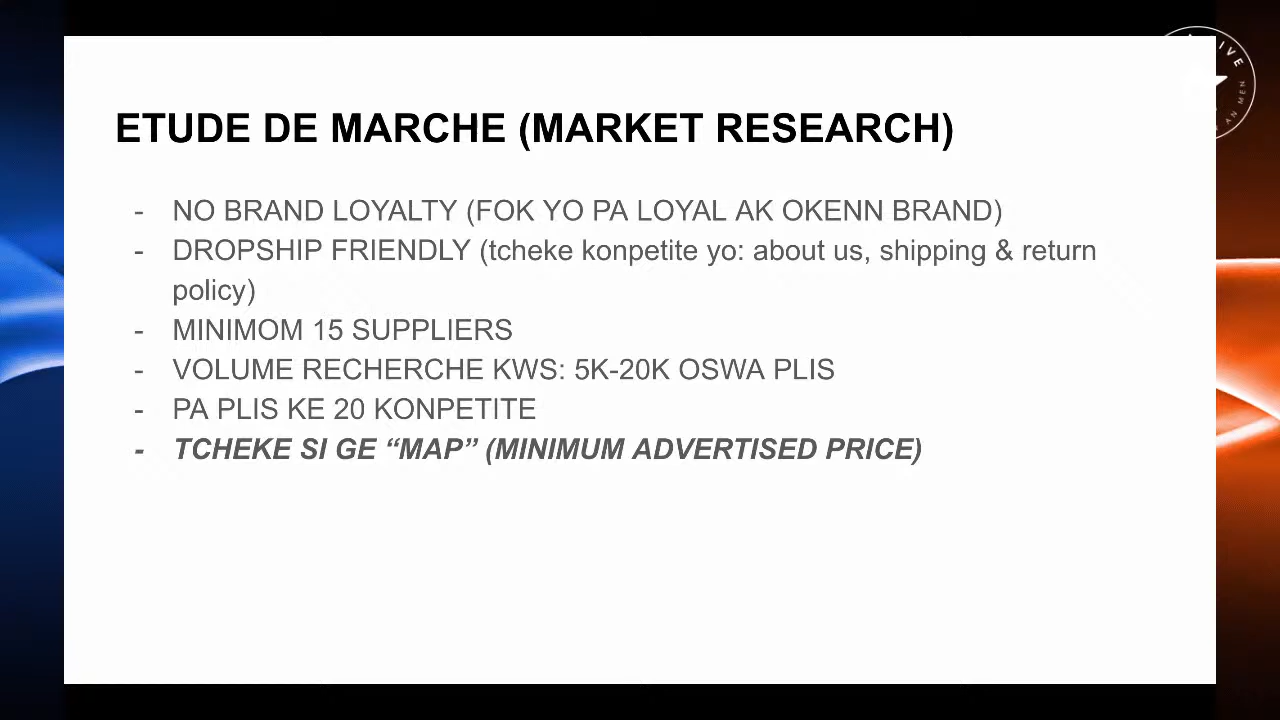 ETUDE DE MARCHE (MARKET RESEARCH)
- NO BRAND LOYALTY (FOK YO PA LOYAL AK OKENN BRAND)
- DROPSHIP FRIENDLY (tcheke konpetite yo: about us, shipping & return
policy)
- MINIMOM 15 SUPPLIERS
- VOLUME RECHERCHE KWS: 5K-20K OSWA PLIS
- PA PLIS KE 20 KONPETITE
- TCHEKE SI GE “MAP” (MINIMUM ADVERTISED PRICE)